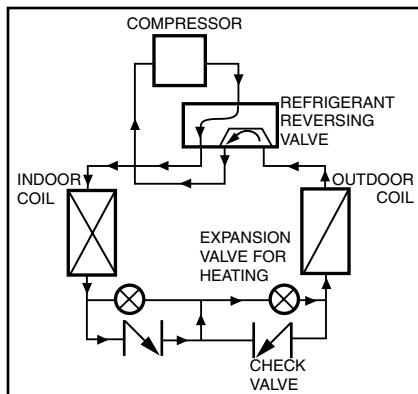 COMPRESSOR
REFRIGERANT
REVERSING
VALVE
INDOOR
COIL
OUTDOOR
COIL
EXPANSION
VALVE FOR
HEATING
CHECK
VALVE